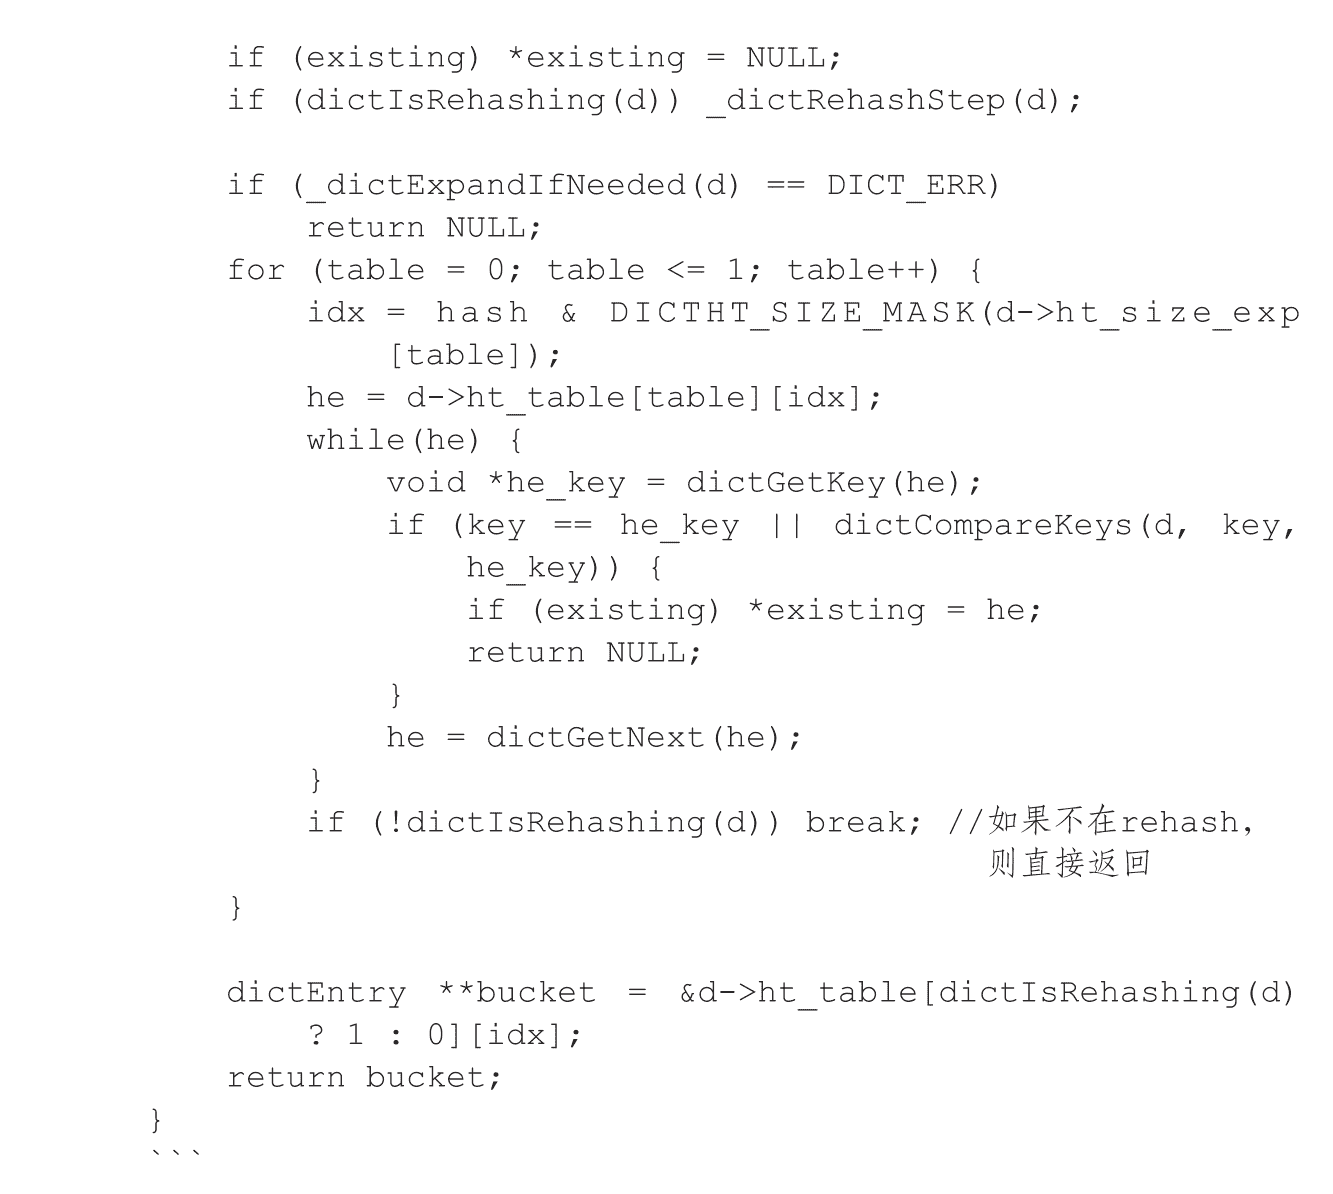 if (existing) *existing = NULL;
if (dictIsRehashing(d)) _dictRehashStep(d);
if (_dictExpandIfNeeded(d) == DICT_ERR)
return NULL;
for (table = 0; table <= 1; table++) {
idx = hash & DICTHT_SIZE_MASK(d->ht_size_exp
[table]);
he = d->ht_table[table][idx];
while(he) {
void *he_key = dictGetKey(he);
if (key == he_key || dictCompareKeys(d, key,
he_key)) {
if (existing) *existing = he;
return NULL;
}
he = dictGetNext(he);
}
if (!dictIsRehashing(d)) break; //如果不在rehash,
则直接返回
}
dictEntry **bucket = &d->ht_table[dictIsRehashing(d)
? 1 : 0][idx];
return bucket;
}
```